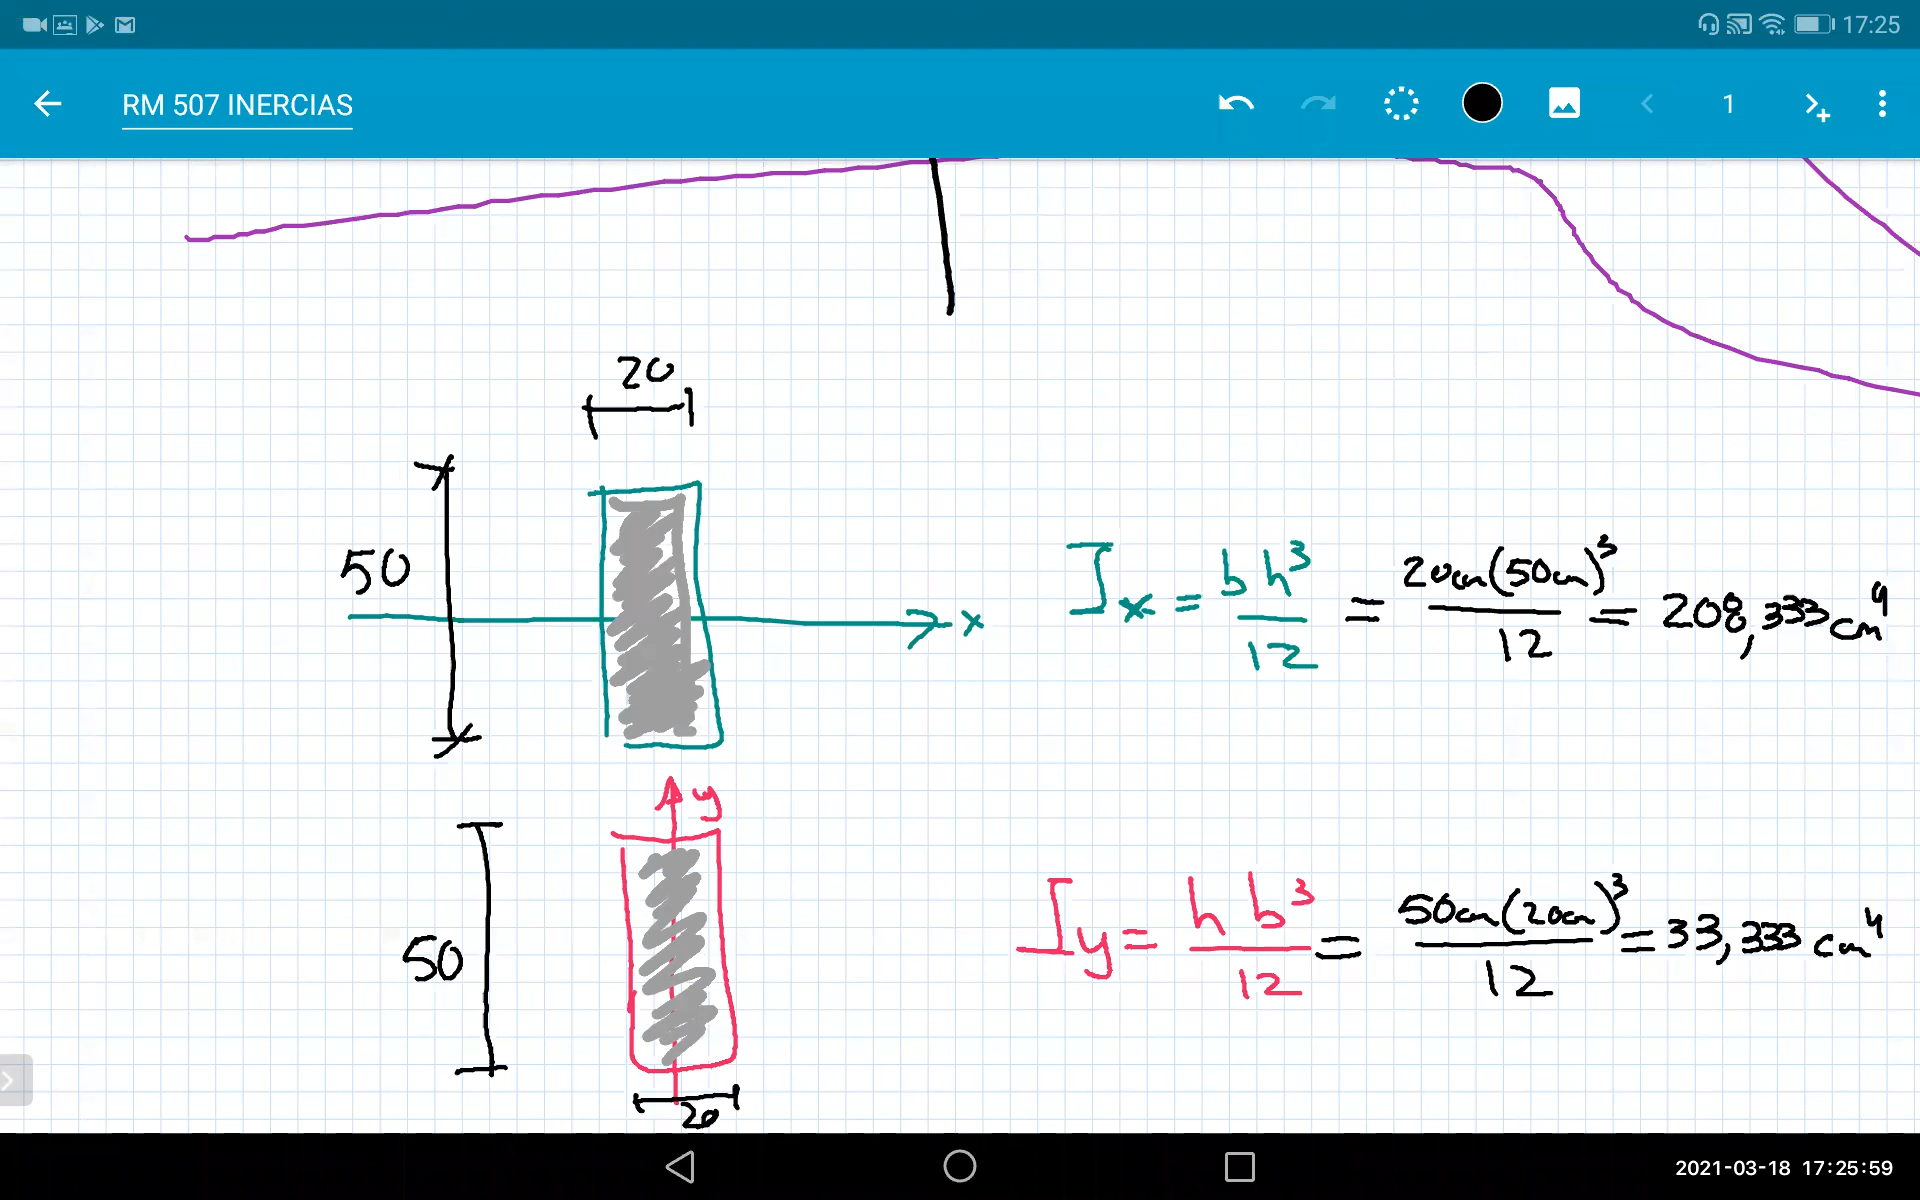 17:25
RM 507 INERCIAS
1
20
50
x
Ix = bh³/12 = 20cm(50cm)³/12 = 208,333 cm⁴
y
50
Iy = hb³/12 = 50cm(20cm)³/12 = 33,333 cm⁴
20
2021-03-18 17:25:59